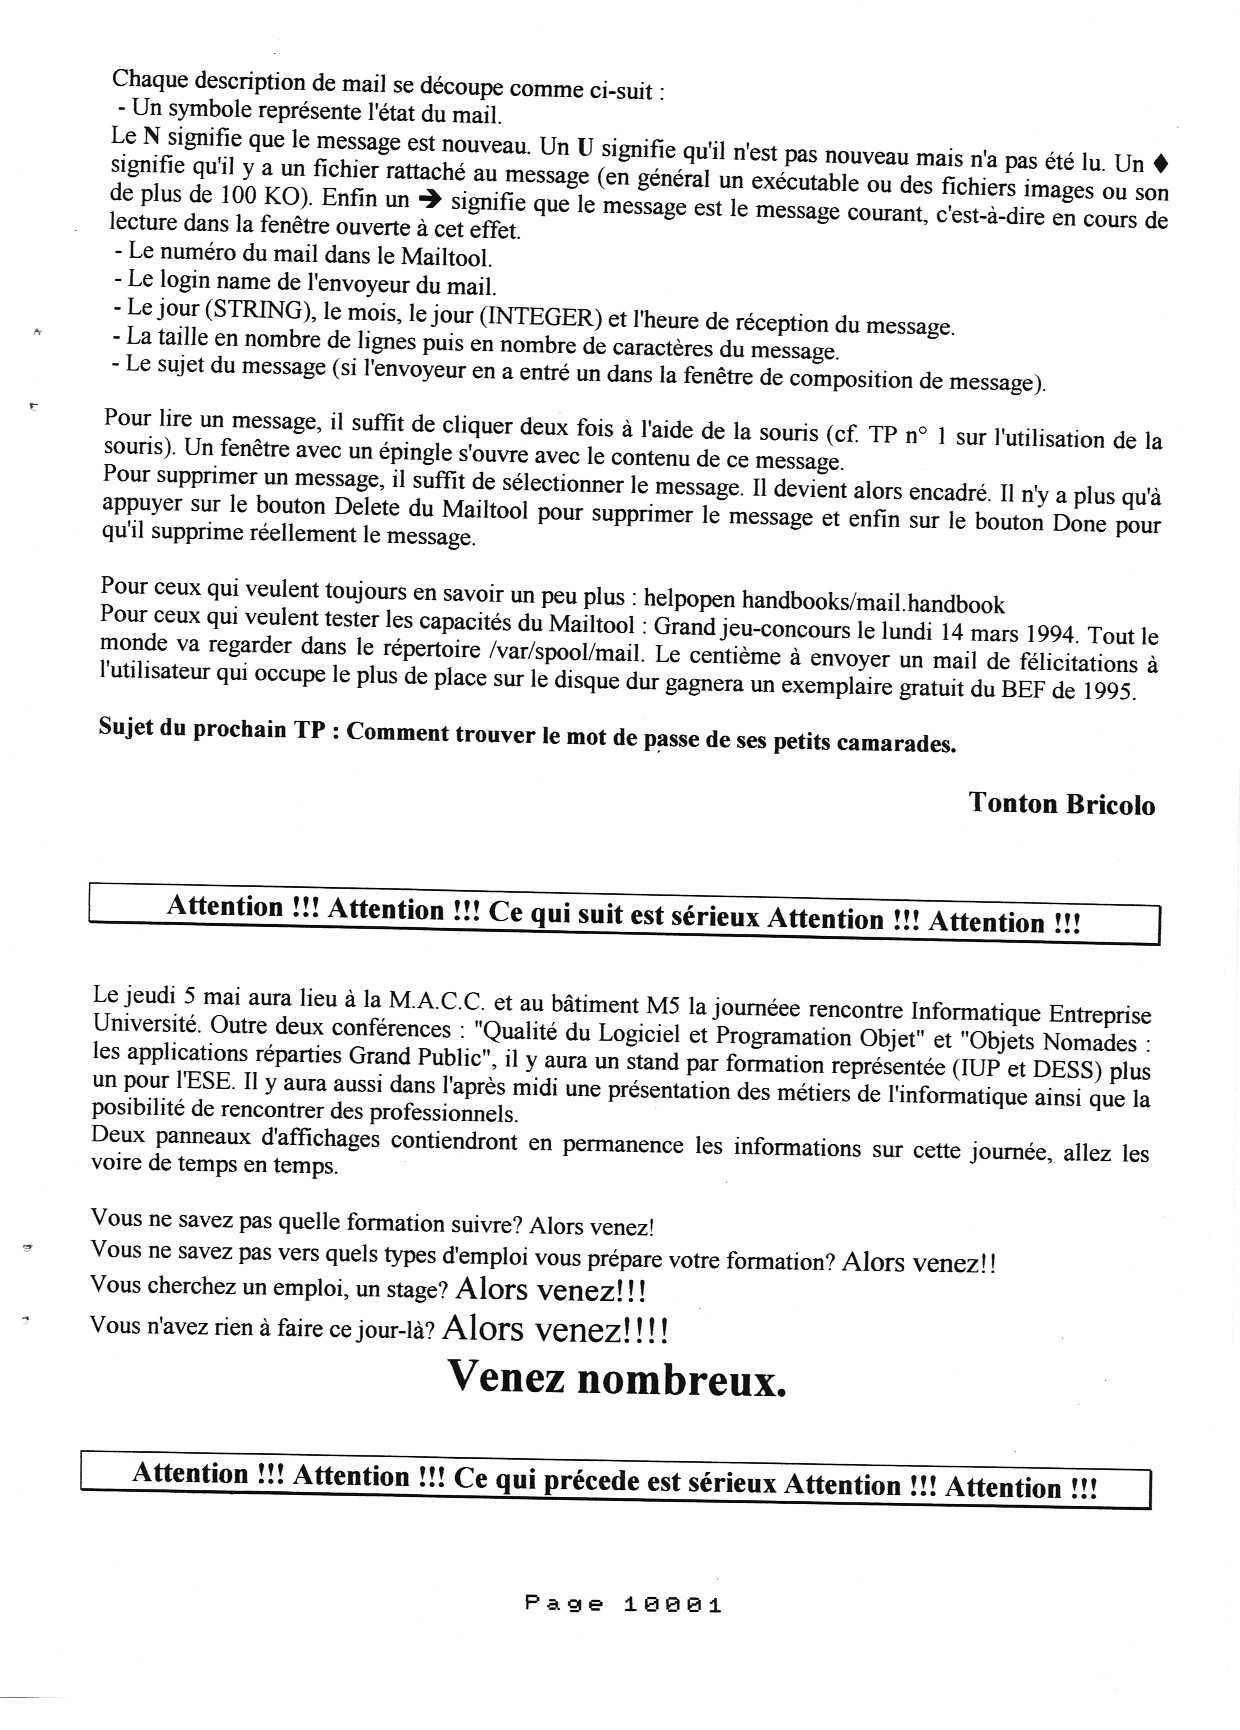 Chaque description de mail se découpe comme ci-suit :
- Un symbole représente l'état du mail.
Le N signifie que le message est nouveau. Un U signifie qu'il n'est pas nouveau mais n'a pas été lu. Un ♦
signifie qu'il y a un fichier rattaché au message (en général un exécutable ou des fichiers images ou son
de plus de 100 KO). Enfin un ➔ signifie que le message est le message courant, c'est-à-dire en cours de
lecture dans la fenêtre ouverte à cet effet.
- Le numéro du mail dans le Mailtool.
- Le login name de l'envoyeur du mail.
- Le jour (STRING), le mois, le jour (INTEGER) et l'heure de réception du message.
- La taille en nombre de lignes puis en nombre de caractères du message.
- Le sujet du message (si l'envoyeur en a entré un dans la fenêtre de composition de message).
Pour lire un message, il suffit de cliquer deux fois à l'aide de la souris (cf. TP n° 1 sur l'utilisation de la
souris). Un fenêtre avec un épingle s'ouvre avec le contenu de ce message.
Pour supprimer un message, il suffit de sélectionner le message. Il devient alors encadré. Il n'y a plus qu'à
appuyer sur le bouton Delete du Mailtool pour supprimer le message et enfin sur le bouton Done pour
qu'il supprime réellement le message.
Pour ceux qui veulent toujours en savoir un peu plus : helpopen handbooks/mail.handbook
Pour ceux qui veulent tester les capacités du Mailtool : Grand jeu-concours le lundi 14 mars 1994. Tout le
monde va regarder dans le répertoire /var/spool/mail. Le centième à envoyer un mail de félicitations à
l'utilisateur qui occupe le plus de place sur le disque dur gagnera un exemplaire gratuit du BEF de 1995.
Sujet du prochain TP : Comment trouver le mot de passe de ses petits camarades.
Tonton Bricolo
Attention !!! Attention !!! Ce qui suit est sérieux Attention !!! Attention !!!
Le jeudi 5 mai aura lieu à la M.A.C.C. et au bâtiment M5 la journéee rencontre Informatique Entreprise
Université. Outre deux conférences : "Qualité du Logiciel et Programation Objet" et "Objets Nomades :
les applications réparties Grand Public", il y aura un stand par formation représentée (IUP et DESS) plus
un pour l'ESE. Il y aura aussi dans l'après midi une présentation des métiers de l'informatique ainsi que la
posibilité de rencontrer des professionnels.
Deux panneaux d'affichages contiendront en permanence les informations sur cette journée, allez les
voire de temps en temps.
Vous ne savez pas quelle formation suivre? Alors venez!
Vous ne savez pas vers quels types d'emploi vous prépare votre formation? Alors venez!!
Vous cherchez un emploi, un stage? Alors venez!!!
Vous n'avez rien à faire ce jour-là? Alors venez!!!!
Venez nombreux.
Attention !!! Attention !!! Ce qui précede est sérieux Attention !!! Attention !!!
Page 10001